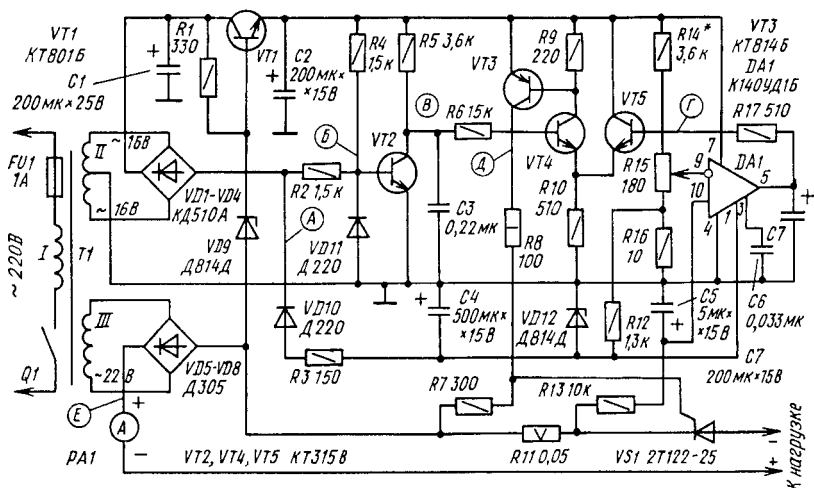 VT1
КТ801Б
R1
330
C1
200мк×25В
VT1
C2
200мк×
×15В
R4
1,5к
R5 3,6к
В
Б
R6 15к
VT2
VT3
R9
220
VT4
VT5
Д
R14*
3,6к
VT3
КТ814Б
DA1
К140УД1Б
Г
R17 510
7
DA1
9
10
5
4
1
3
R15
180
R16
10
FU1
1А
~220В
I
T1
Q1
II
~16В
~16В
VD1-VD4
КД510А
R2 1,5к
А
VD9
Д814Д
VD11
Д220
C3
0,22мк
R8
100
R10
510
VD10
Д220
C4
500мк×
×15В
VD12
Д814Д
R12
1,3к
C5
5мк×
×15В
C7
C6
0,033мк
C7
200мк×15В
III
~22В
VD5-VD8
Д305
R3 150
R7 300
R13 10к
Е
+
А
−
PA1
VT2, VT4, VT5 КТ315В
R11 0,05
VS1 2Т122-25
−
+
К нагрузке